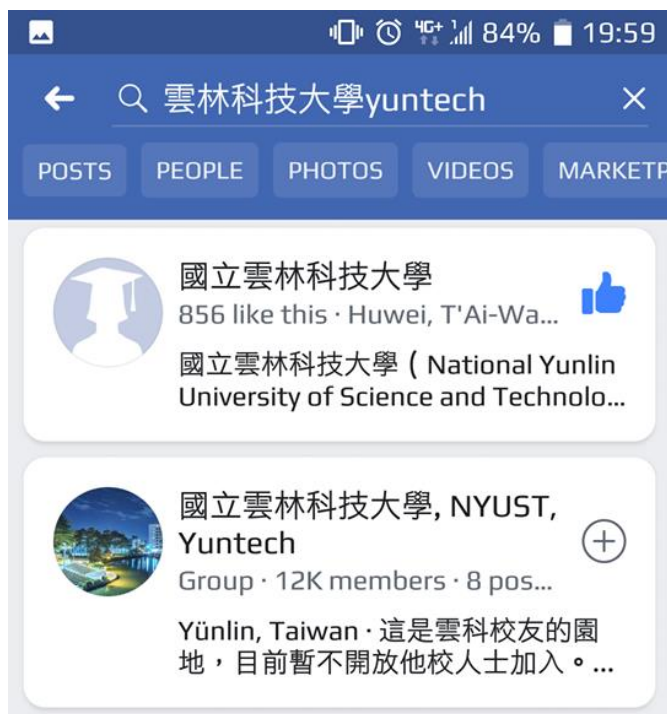 4G+ 84% 19:59
雲林科技大學yuntech
POSTS PEOPLE PHOTOS VIDEOS MARKETP
國立雲林科技大學
856 like this · Huwei, T'Ai-Wa...
國立雲林科技大學 ( National Yunlin
University of Science and Technolo...
國立雲林科技大學, NYUST,
Yuntech
Group · 12K members · 8 pos...
Yünlin, Taiwan · 這是雲科校友的園
地，目前暫不開放他校人士加入。...